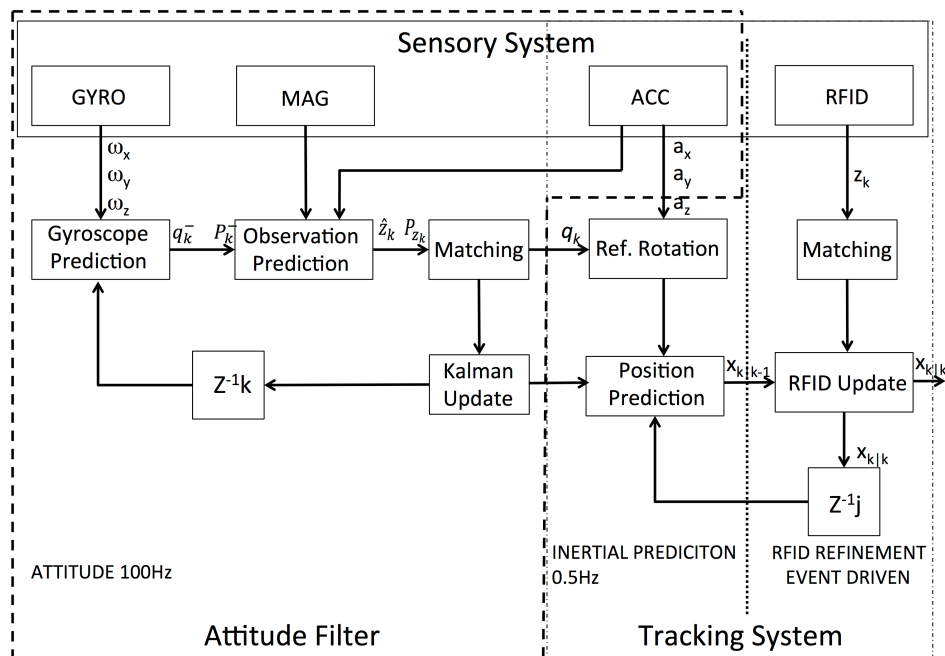 Sensory System
GYRO
MAG
ACC
RFID
ωx
ωy
ωz
ax
ay
az
zk
Gyroscope
Prediction
q̄k P̄k
Observation
Prediction
ẑk Pzk
Matching
qk
Ref. Rotation
Matching
Z⁻¹k
Kalman
Update
Position
Prediction
xk|k-1
RFID Update
xk|k
xk|k
Z⁻¹j
ATTITUDE 100Hz
INERTIAL PREDICITON
0.5Hz
RFID REFINEMENT
EVENT DRIVEN
Attitude Filter
Tracking System